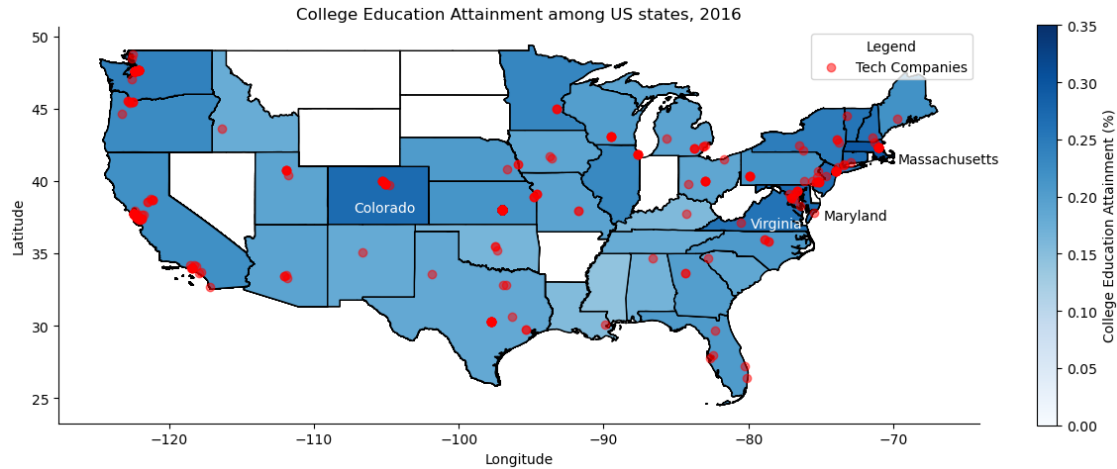 College Education Attainment among US states, 2016
50
45
40
35
30
25
Latitude
−120
−110
−100
−90
−80
−70
Longitude
Legend
Tech Companies
Colorado
Virginia
Maryland
Massachusetts
0.35
0.30
0.25
0.20
0.15
0.10
0.05
0.00
College Education Attainment (%)